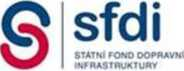 sfdi
STÁTNÍ FOND DOPRAVNÍ
INFRASTRUKTURY